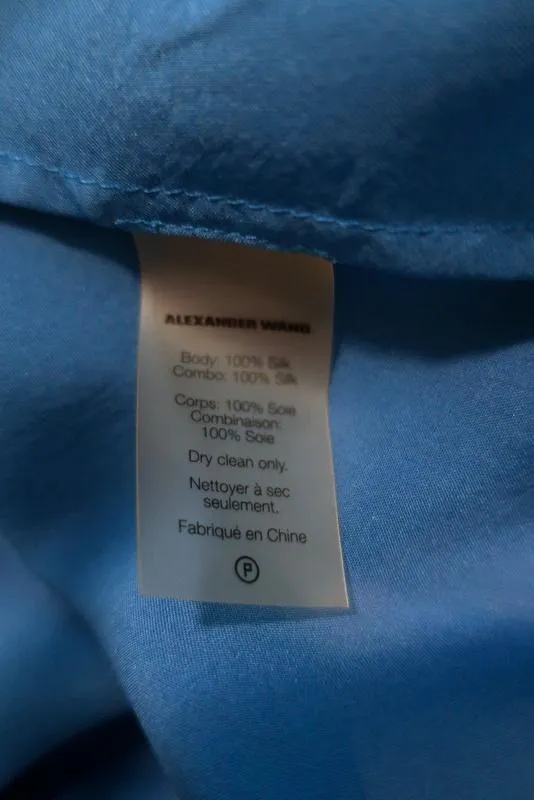 ALEXANDER WANG
Body: 100% Silk
Combo: 100% Silk
Corps: 100% Soie
Combinaison:
100% Soie
Dry clean only.
Nettoyer à sec
seulement.
Fabriqué en Chine
P